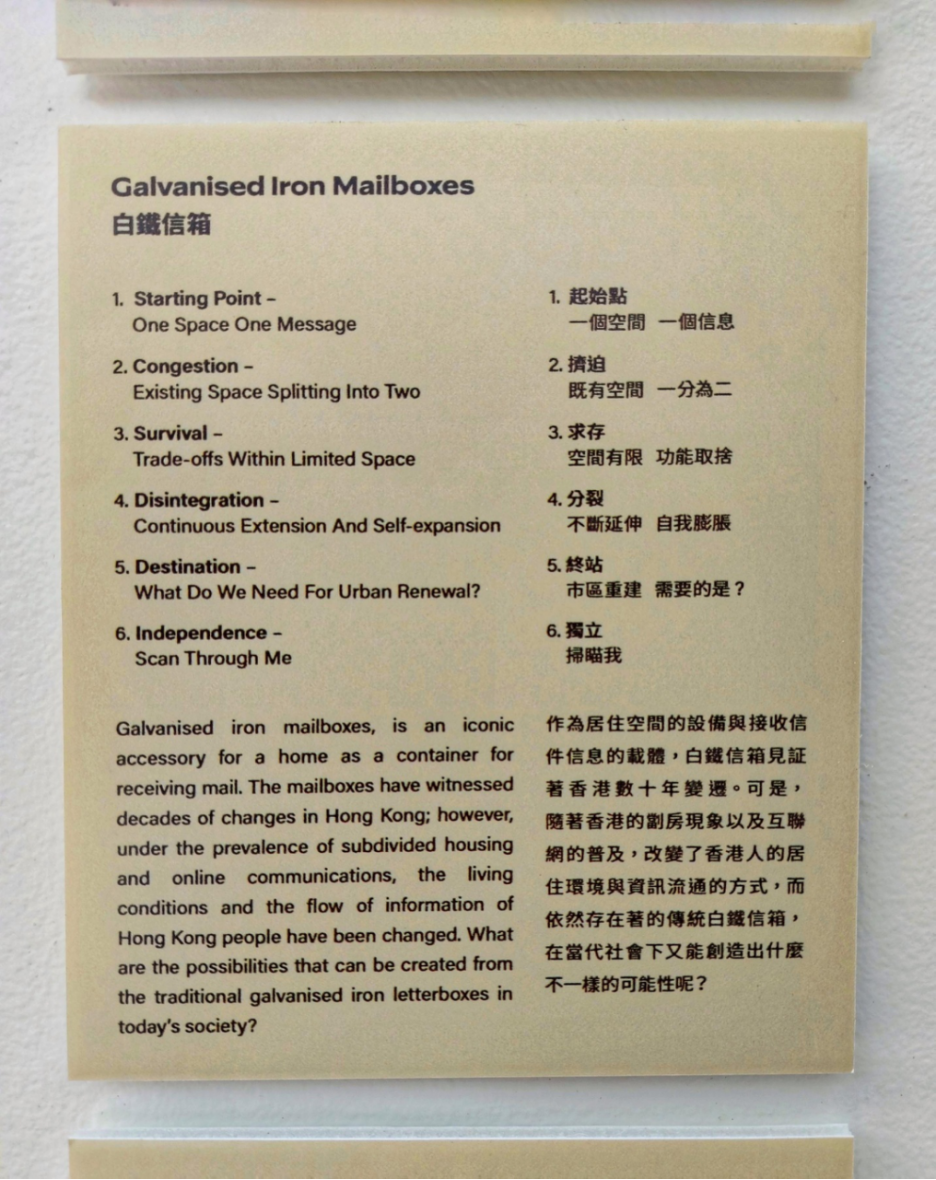 Galvanised Iron Mailboxes
白鐵信箱
1. Starting Point –
One Space One Message
2. Congestion –
Existing Space Splitting Into Two
3. Survival –
Trade-offs Within Limited Space
4. Disintegration –
Continuous Extension And Self-expansion
5. Destination –
What Do We Need For Urban Renewal?
6. Independence –
Scan Through Me
1. 起始點
一個空間 一個信息
2. 擠迫
既有空間 一分為二
3. 求存
空間有限 功能取捨
4. 分裂
不斷延伸 自我膨脹
5. 終站
市區重建 需要的是？
6. 獨立
掃瞄我
Galvanised iron mailboxes, is an iconic
accessory for a home as a container for
receiving mail. The mailboxes have witnessed
decades of changes in Hong Kong; however,
under the prevalence of subdivided housing
and online communications, the living
conditions and the flow of information of
Hong Kong people have been changed. What
are the possibilities that can be created from
the traditional galvanised iron letterboxes in
today's society?
作為居住空間的設備與接收信
件信息的載體，白鐵信箱見証
著香港數十年變遷。可是，
隨著香港的劏房現象以及互聯
網的普及，改變了香港人的居
住環境與資訊流通的方式，而
依然存在著的傳統白鐵信箱，
在當代社會下又能創造出什麼
不一樣的可能性呢？